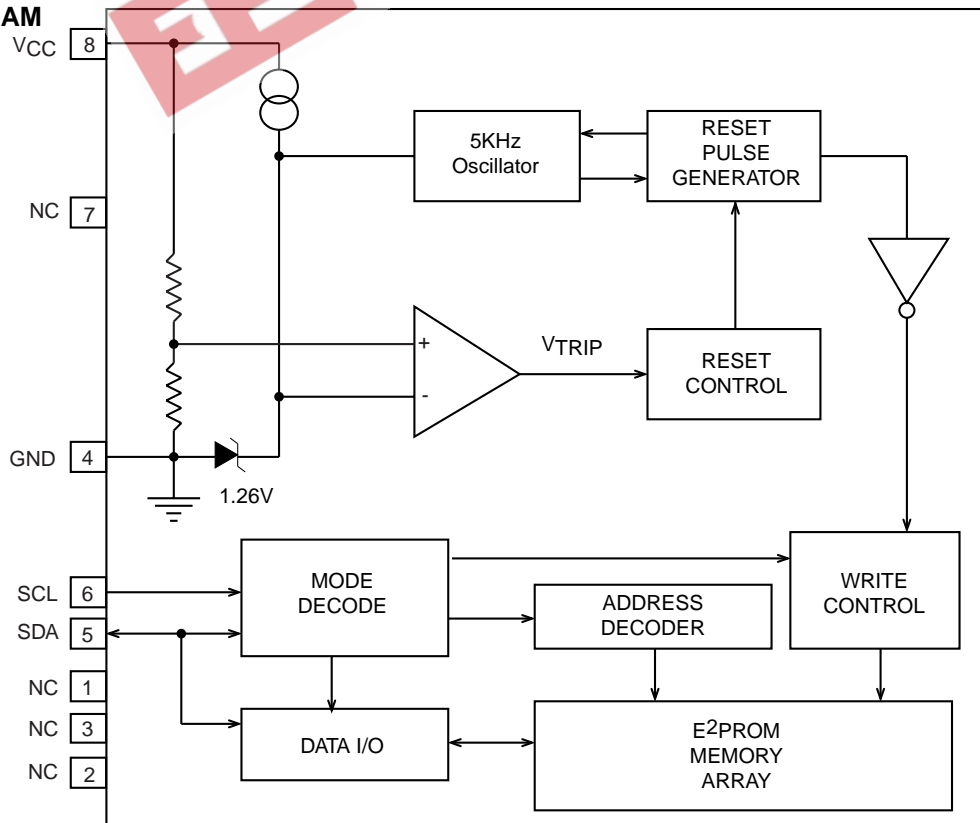 AM
VCC 8
5KHz
Oscillator
RESET
PULSE
GENERATOR
NC 7
+
-
VTRIP
RESET
CONTROL
GND 4
1.26V
SCL 6
SDA 5
MODE
DECODE
ADDRESS
DECODER
WRITE
CONTROL
NC 1
NC 3
NC 2
DATA I/O
E2PROM
MEMORY
ARRAY